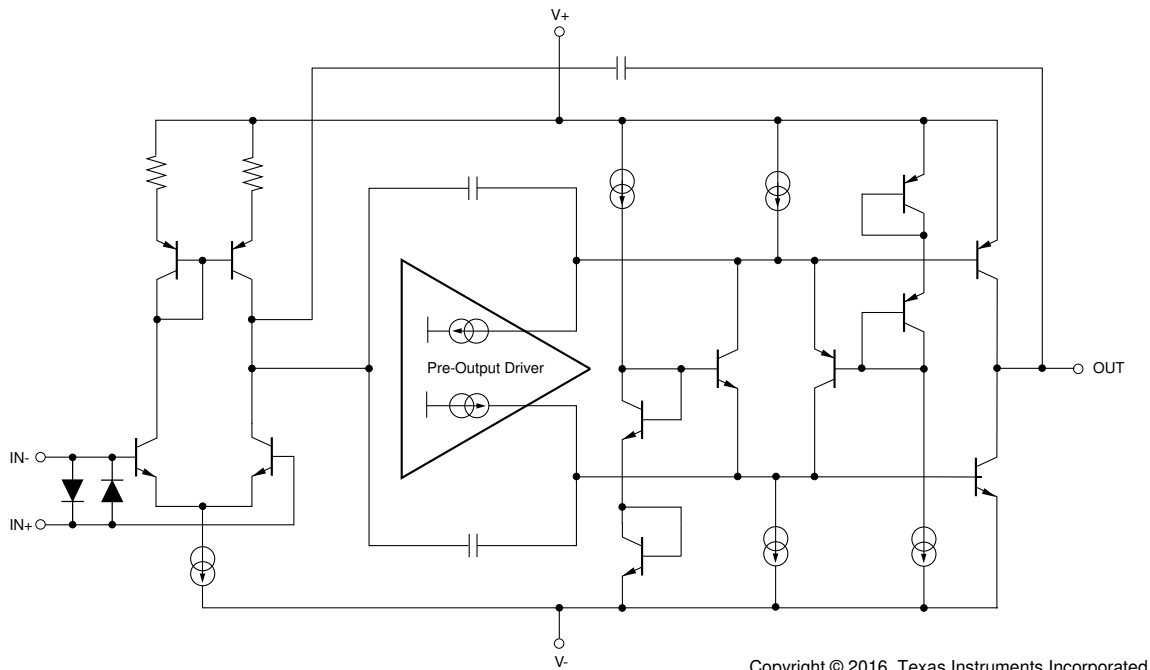 V+
Pre-Output Driver
OUT
IN-
IN+
V-
Copyright © 2016, Texas Instruments Incorporated